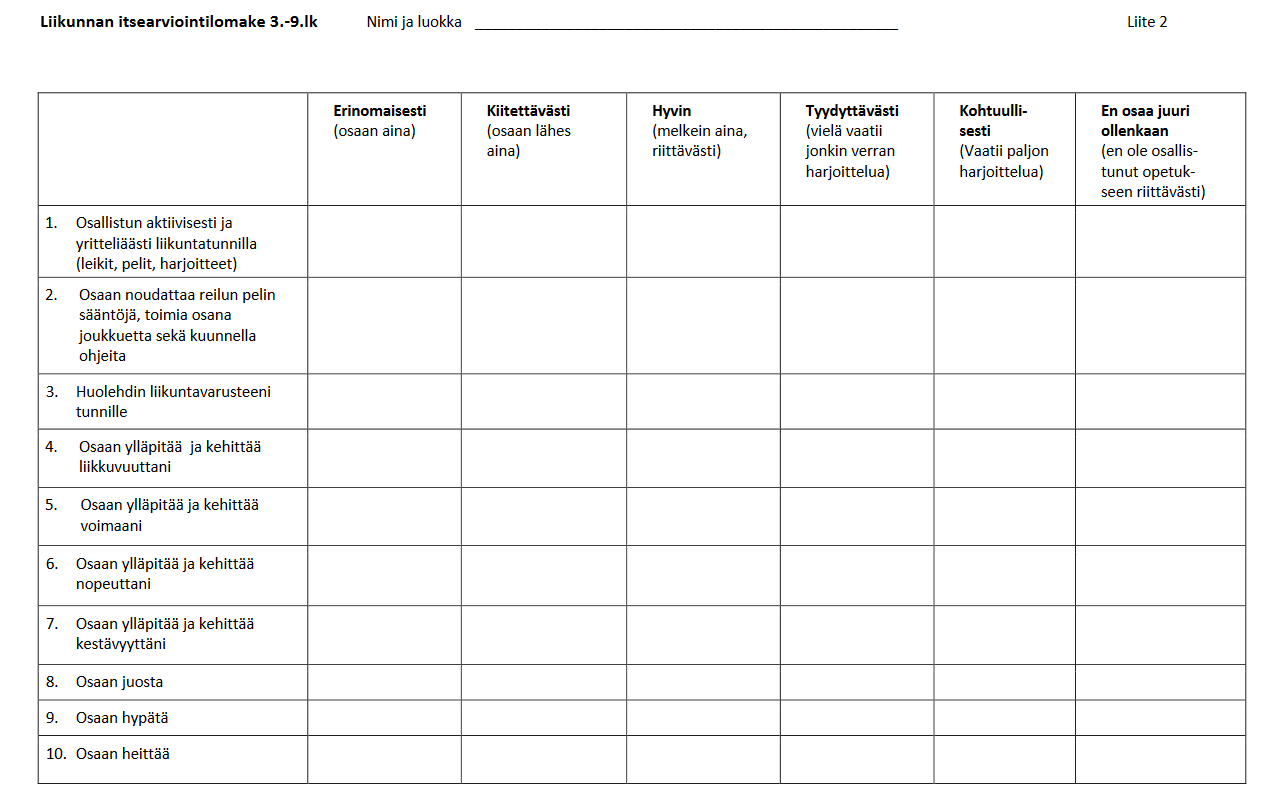 Liikunnan itsearviointilomake 3.-9.lk Nimi ja luokka ___________________________________________________ Liite 2
Erinomaisesti
(osaan aina)
Kiitettävästi
(osaan lähes
aina)
Hyvin
(melkein aina,
riittävästi)
Tyydyttävästi
(vielä vaatii
jonkin verran
harjoittelua)
Kohtuulli-
sesti
(Vaatii paljon
harjoittelua)
En osaa juuri
ollenkaan
(en ole osallis-
tunut opetuk-
seen riittävästi)
1. Osallistun aktiivisesti ja
yritteliäästi liikuntatunnilla
(leikit, pelit, harjoitteet)
2. Osaan noudattaa reilun pelin
sääntöjä, toimia osana
joukkuetta sekä kuunnella
ohjeita
3. Huolehdin liikuntavarusteeni
tunnille
4. Osaan ylläpitää ja kehittää
liikkuvuuttani
5. Osaan ylläpitää ja kehittää
voimaani
6. Osaan ylläpitää ja kehittää
nopeuttani
7. Osaan ylläpitää ja kehittää
kestävyyttäni
8. Osaan juosta
9. Osaan hypätä
10. Osaan heittää